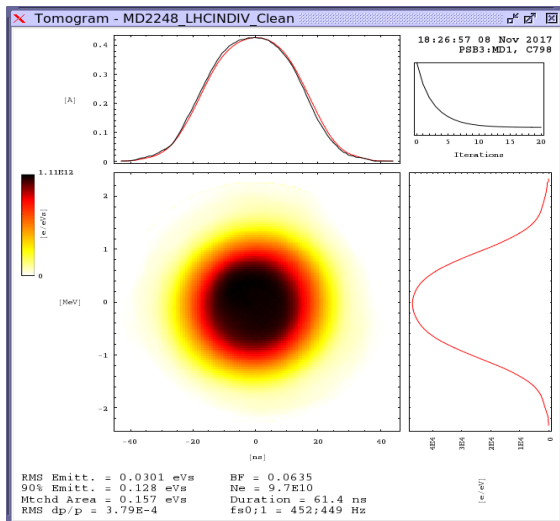 Tomogram - MD2248_LHCINDIV_Clean
18:26:57 08 Nov 2017
PSB3:MD1, C798
0.4
0.3
[A]
0.2
0.1
0
0 5 10 15 20
Iterations
1.11E12
[e/eVs]
0
2
1
[MeV] 0
-1
-2
-40 -20 0 20 40
[ns]
4E4 3E4 2E4 1E4 0
[e/eV]
RMS Emitt. = 0.0301 eVs BF = 0.0635
90% Emitt. = 0.128 eVs Ne = 9.7E10
Mtchd Area = 0.157 eVs Duration = 61.4 ns
RMS dp/p = 3.79E-4 fs0;1 = 452;449 Hz